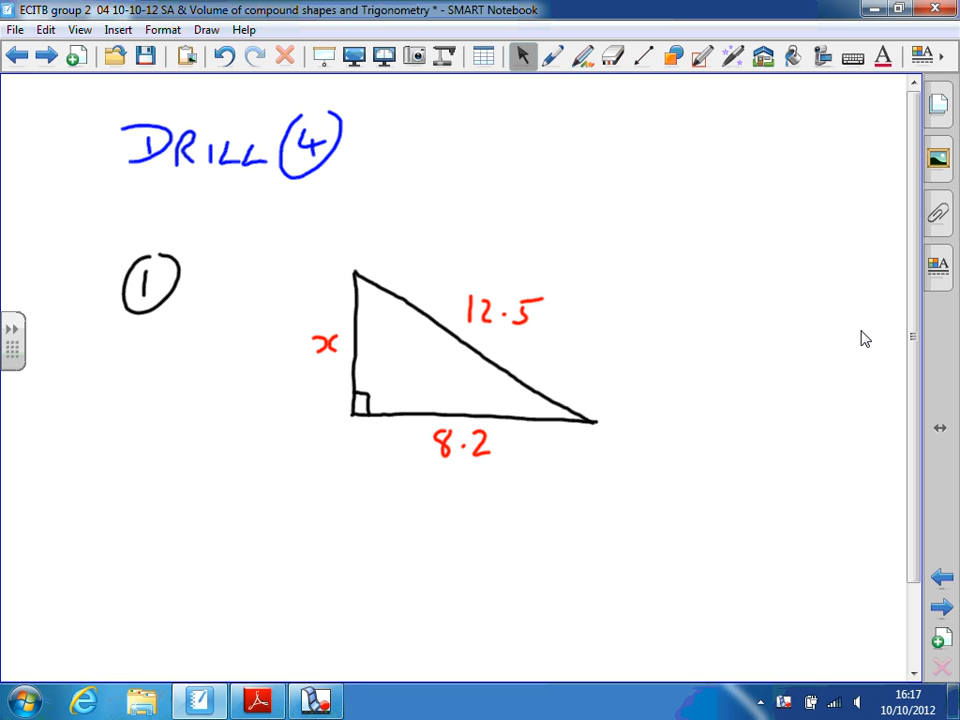 ECITB group 2  04 10-10-12 SA & Volume of compound shapes and Trigonometry * - SMART Notebook
File Edit View Insert Format Draw Help
DRILL (4)
1
12.5
x
8.2
16:17
10/10/2012